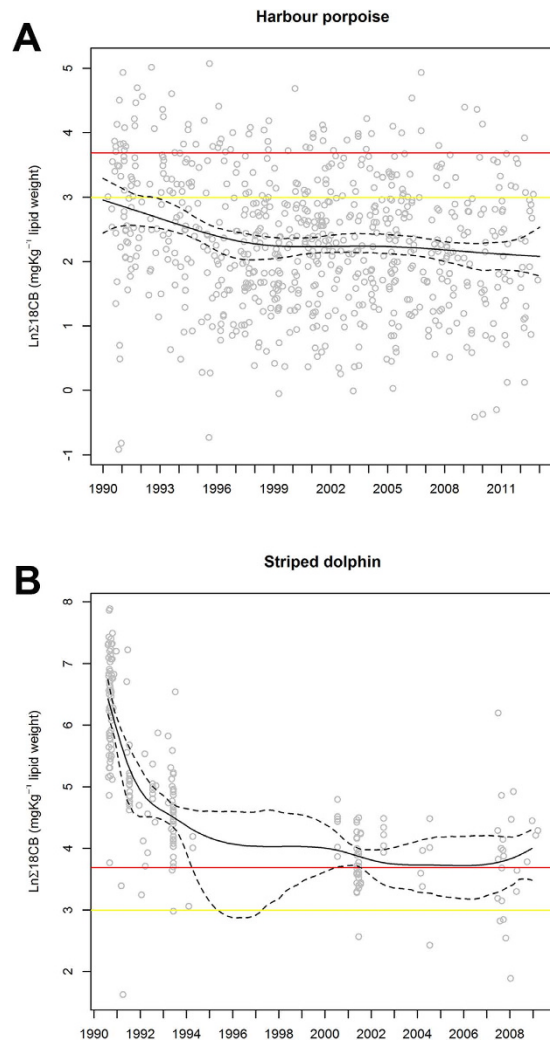 Harbour porpoise
A
LnΣ18CB (mgKg⁻¹ lipid weight)
5
4
3
2
1
0
-1
1990 1993 1996 1999 2002 2005 2008 2011
Striped dolphin
B
LnΣ18CB (mgKg⁻¹ lipid weight)
8
7
6
5
4
3
2
1990 1992 1994 1996 1998 2000 2002 2004 2006 2008